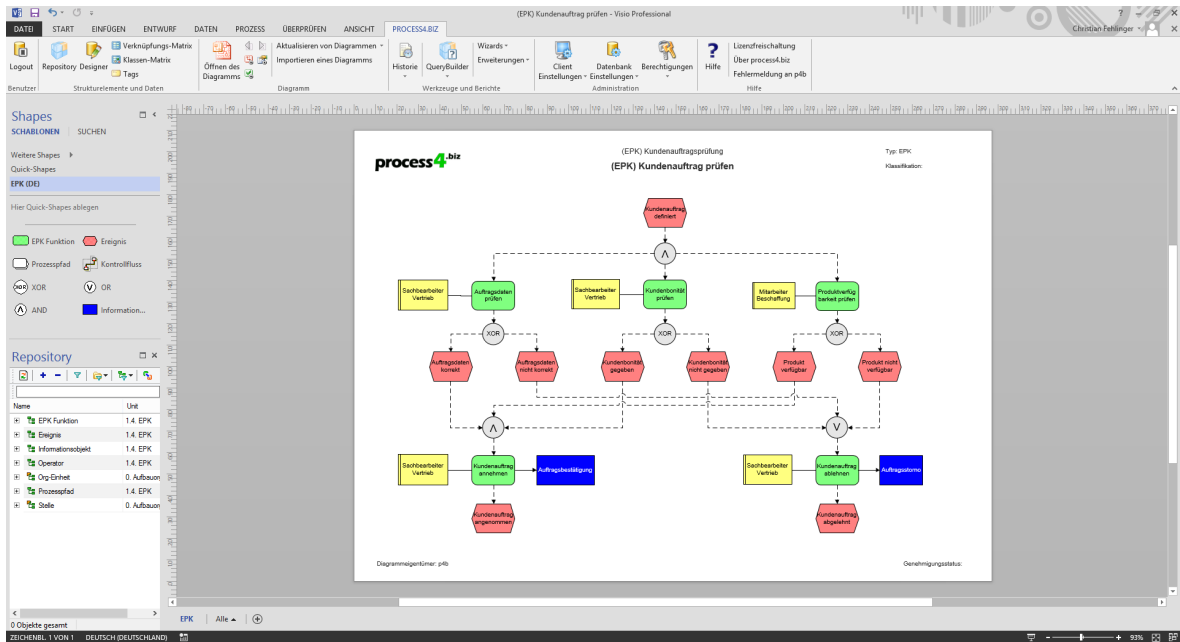 (EPK) Kundenauftrag prüfen - Visio Professional
DATEI START EINFÜGEN ENTWURF DATEN PROZESS ÜBERPRÜFEN ANSICHT PROCESS4.BIZ
Christian Fehlinger
Logout
Repository
Designer
Verknüpfungs-Matrix
Klassen-Matrix
Tags
Öffnen des Diagramms
Aktualisieren von Diagrammen
Importieren eines Diagramms
Historie
QueryBuilder
Wizards
Erweiterungen
Client Einstellungen
Datenbank Einstellungen
Berechtigungen
Hilfe
Lizenzfreischaltung
Über process4.biz
Fehlermeldung an p4b
Benutzer
Strukturelemente und Daten
Diagramm
Werkzeuge und Berichte
Administration
Hilfe
Shapes
SCHABLONEN SUCHEN
Weitere Shapes
Quick-Shapes
EPK (DE)
Hier Quick-Shapes ablegen
EPK Funktion Ereignis
Prozesspfad Kontrollfluss
XOR XOR V OR
Λ AND Information...
Repository
Name Unit
EPK Funktion 1.4. EPK
Ereignis 1.4. EPK
Informationsobjekt 1.4. EPK
Operator 1.4. EPK
Org-Einheit 0. Aufbauor
Prozesspfad 1.4. EPK
Stelle 0. Aufbauor
0 Objekte gesamt
process4.biz
(EPK) Kundenauftragsprüfung
(EPK) Kundenauftrag prüfen
Typ: EPK
Klassifikation:
Kundenauftrag
definiert
Λ
Sachbearbeiter
Vertrieb
Auftragsdaten
prüfen
Sachbearbeiter
Vertrieb
Kundenbonität
prüfen
Mitarbeiter
Beschaffung
Produktverfüg
barkeit prüfen
XOR
XOR
XOR
Auftragsdaten
korrekt
Auftragsdaten
nicht korrekt
Kundenbonität
gegeben
Kundenbonität
nicht gegeben
Produkt
verfügbar
Produkt nicht
verfügbar
Λ
V
Sachbearbeiter
Vertrieb
Kundenauftrag
annehmen
Auftragsbestätigung
Sachbearbeiter
Vertrieb
Kundenauftrag
ablehnen
Auftragsstorno
Kundenauftrag
angenommen
Kundenauftrag
abgelehnt
Diagrammeigentümer: p4b
Genehmigungsstatus:
EPK Alle
ZEICHENBL. 1 VON 1 DEUTSCH (DEUTSCHLAND)
93%